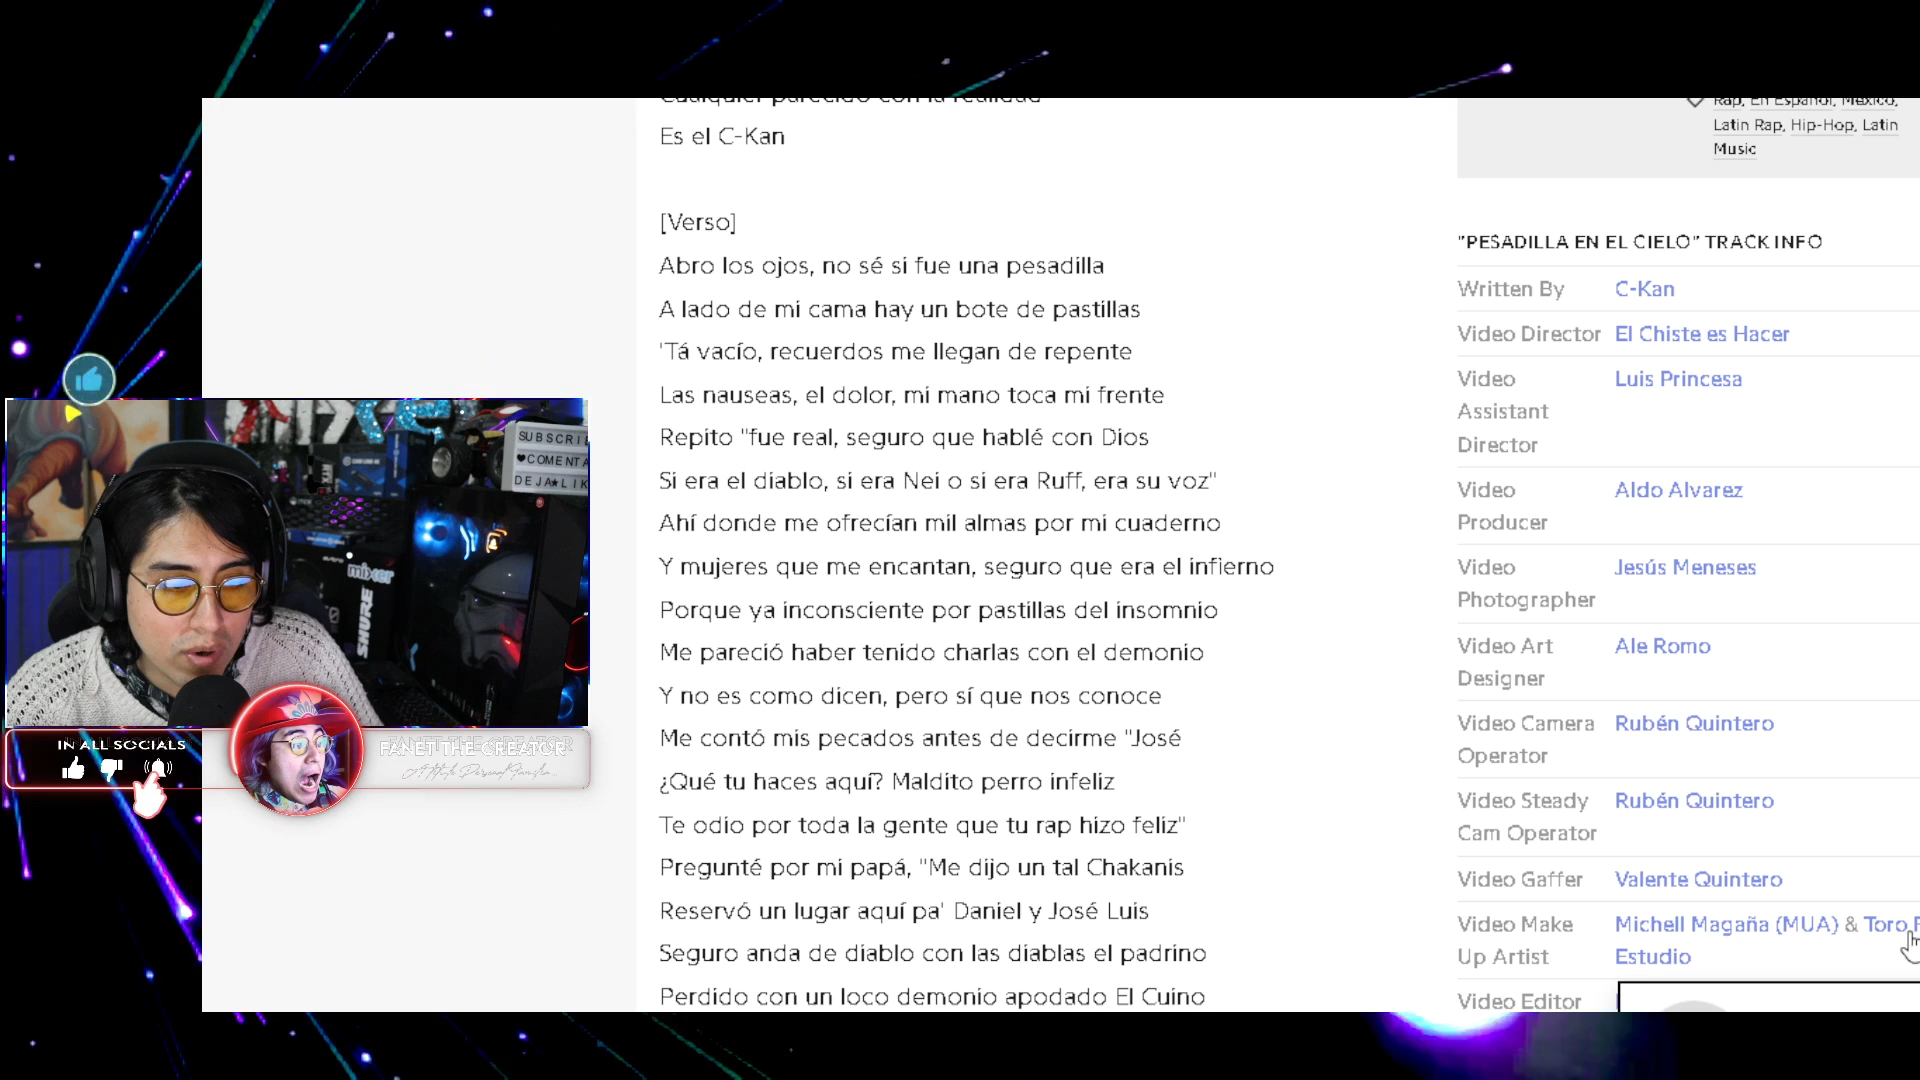 Cualquier parecido con la realidad
Es el C-Kan
[Verso]
Abro los ojos, no sé si fue una pesadilla
A lado de mi cama hay un bote de pastillas
'Tá vacío, recuerdos me llegan de repente
Las nauseas, el dolor, mi mano toca mi frente
Repito "fue real, seguro que hablé con Dios
Si era el diablo, si era Nei o si era Ruff, era su voz"
Ahí donde me ofrecían mil almas por mi cuaderno
Y mujeres que me encantan, seguro que era el infierno
Porque ya inconsciente por pastillas del insomnio
Me pareció haber tenido charlas con el demonio
Y no es como dicen, pero sí que nos conoce
Me contó mis pecados antes de decirme "José
¿Qué tu haces aquí? Maldito perro infeliz
Te odio por toda la gente que tu rap hizo feliz"
Pregunté por mi papá, "Me dijo un tal Chakanis
Reservó un lugar aquí pa' Daniel y José Luis
Seguro anda de diablo con las diablas el padrino
Perdido con un loco demonio apodado El Cuino
Rap, En Español, México,
Latin Rap, Hip-Hop, Latin
Music
"PESADILLA EN EL CIELO" TRACK INFO
Written By C-Kan
Video Director El Chiste es Hacer
Video Luis Princesa
Assistant
Director
Video Aldo Alvarez
Producer
Video Jesús Meneses
Photographer
Video Art Ale Romo
Designer
Video Camera Rubén Quintero
Operator
Video Steady Rubén Quintero
Cam Operator
Video Gaffer Valente Quintero
Video Make Michell Magaña (MUA) & Toro
Up Artist Estudio
Video Editor
SUBSCRIB
♥COMENTA
DEJA★LIK
mixer
SHURE
IN ALL SOCIALS
FANET THE CREATOR